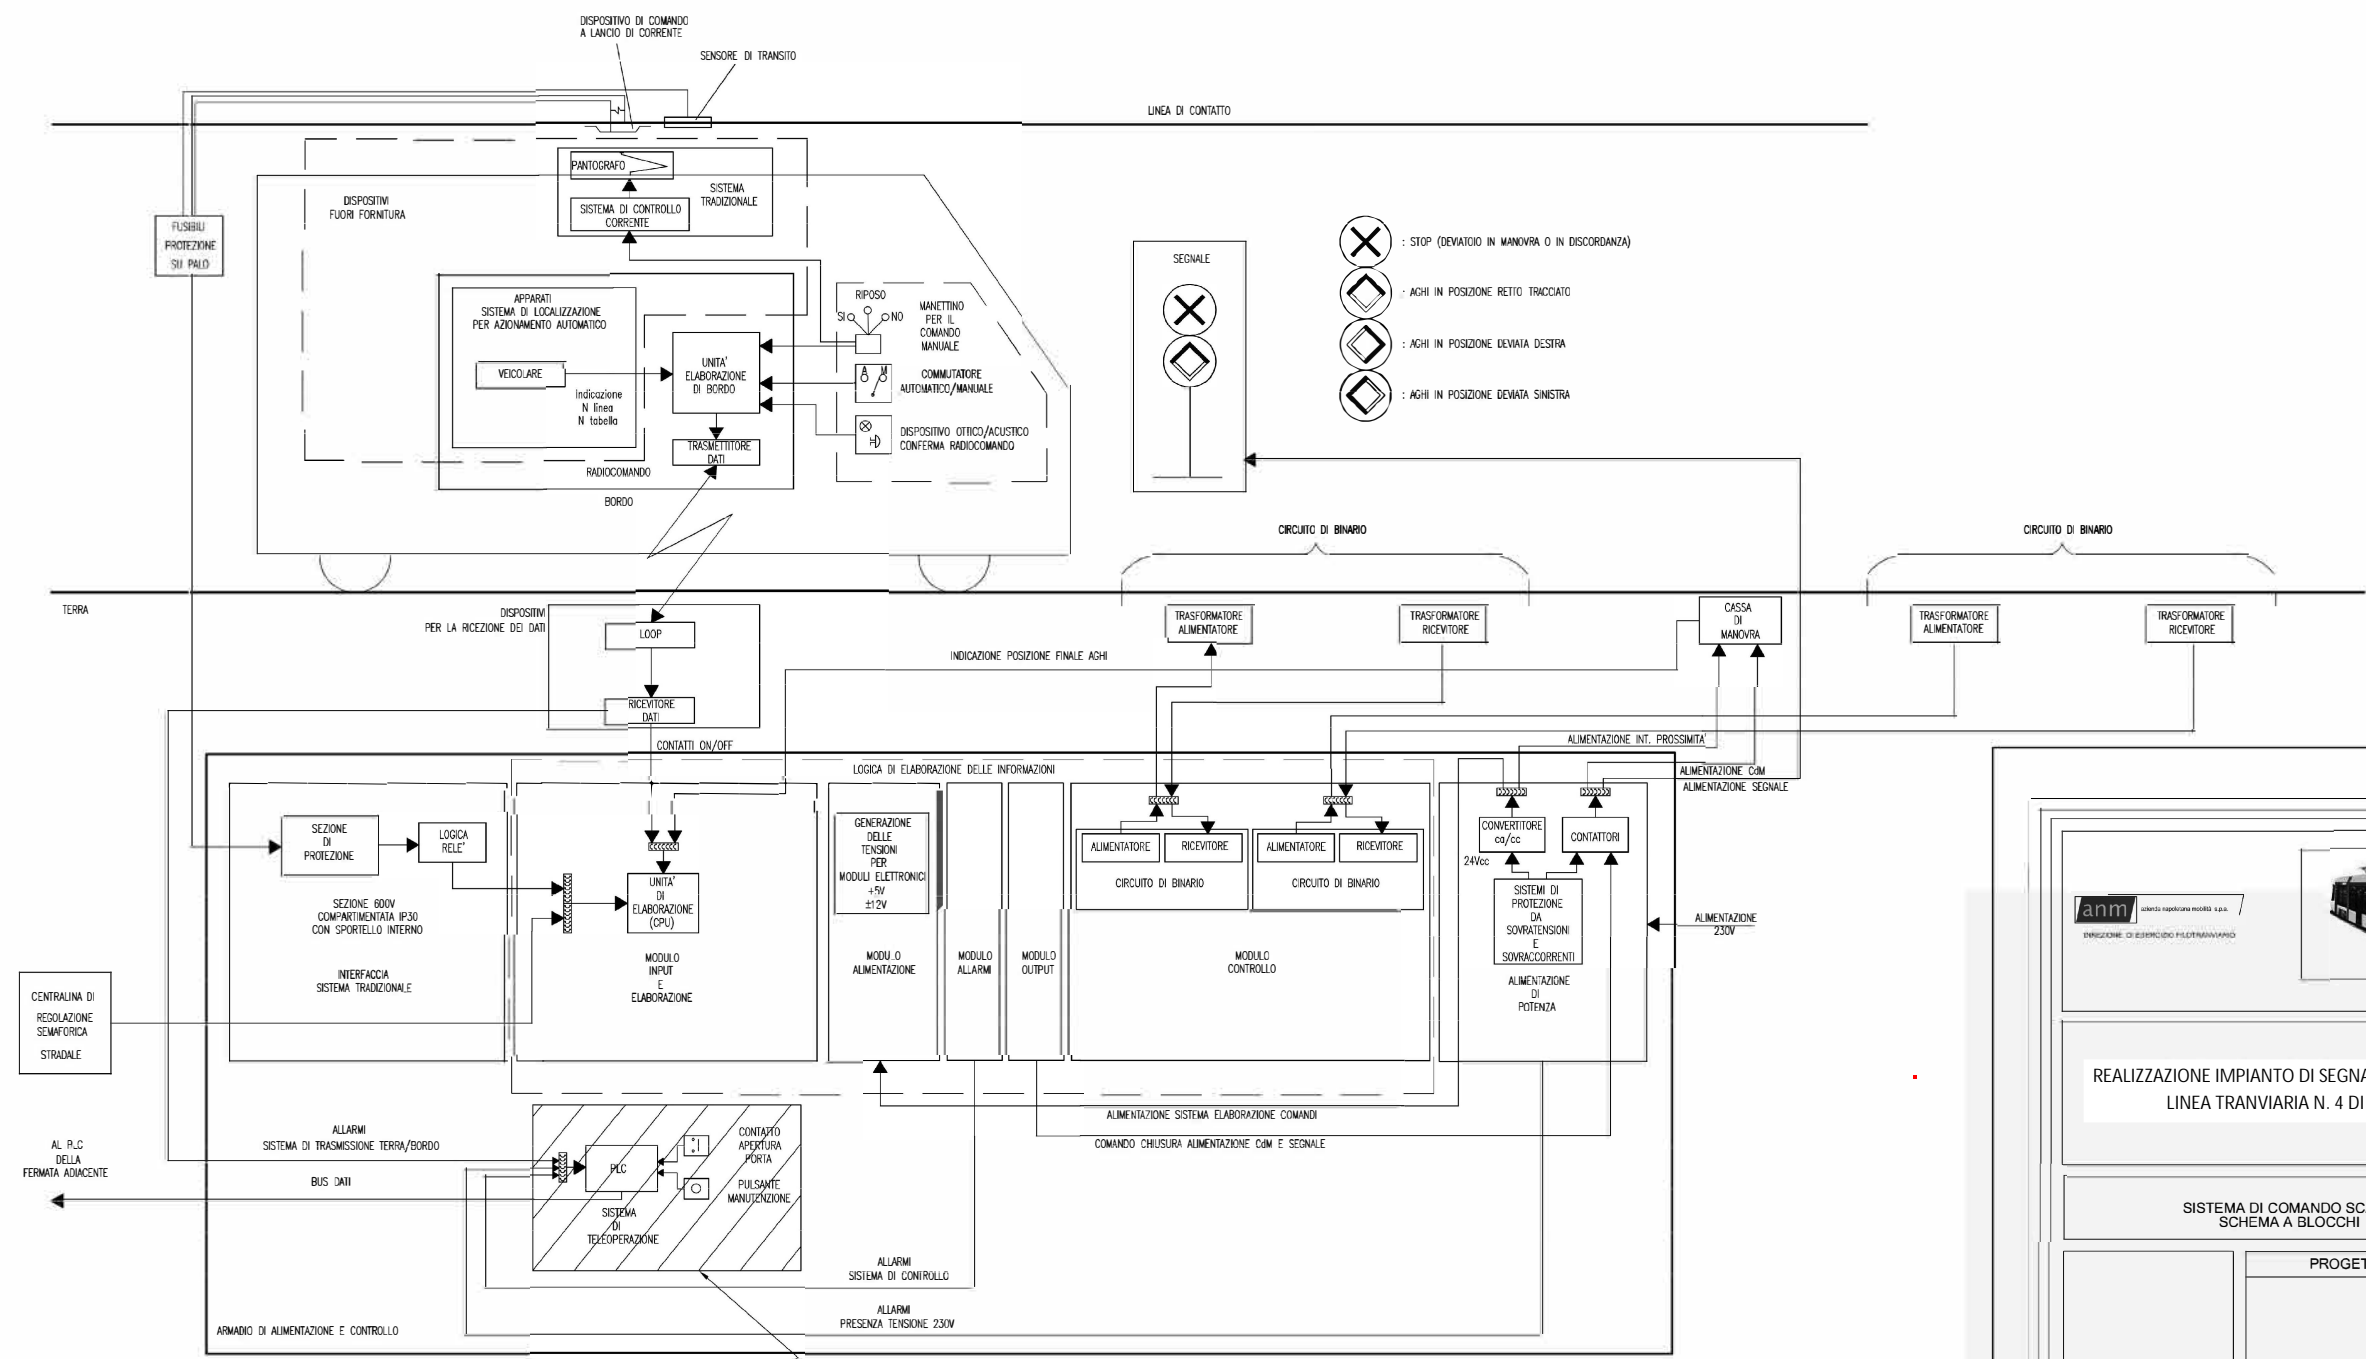 DISPOSITIVO DI COMANDO
A LANCIO DI CORRENTE
SENSORE DI TRANSITO
LINEA DI CONTATTO
PANTOGRAFO
SISTEMA
TRADIZIONALE
SISTEMA DI CONTROLLO
CORRENTE
DISPOSITIVI
FUORI FORNITURA
FUSIBILI
PROTEZIONE
SU PALO
APPARATI
SISTEMA DI LOCALIZZAZIONE
PER AZIONAMENTO AUTOMATICO
VEICOLARE
Indicazione
N linea
N tabella
UNITA'
ELABORAZIONE
DI BORDO
TRASMETTITORE
DATI
RADIOCOMANDO
BORDO
RIPOSO
SI
NO
MANETTINO
PER IL
COMANDO
MANUALE
A M
COMMUTATORE
AUTOMATICO/MANUALE
DISPOSITIVO OTTICO/ACUSTICO
CONFERMA RADIOCOMANDO
SEGNALE
: STOP (DEVIATOIO IN MANOVRA O IN DISCORDANZA)
: AGHI IN POSIZIONE RETTO TRACCIATO
: AGHI IN POSIZIONE DEVIATA DESTRA
: AGHI IN POSIZIONE DEVIATA SINISTRA
CIRCUITO DI BINARIO
CIRCUITO DI BINARIO
TERRA
DISPOSITIVI
PER LA RICEZIONE DEI DATI
LOOP
RICEVITORE
DATI
CONTATTI ON/OFF
INDICAZIONE POSIZIONE FINALE AGHI
TRASFORMATORE
ALIMENTATORE
TRASFORMATORE
RICEVITORE
CASSA
DI
MANOVRA
TRASFORMATORE
ALIMENTATORE
TRASFORMATORE
RICEVITORE
ALIMENTAZIONE INT. PROSSIMITA'
ALIMENTAZIONE CdM
ALIMENTAZIONE SEGNALE
LOGICA DI ELABORAZIONE DELLE INFORMAZIONI
SEZIONE
DI
PROTEZIONE
LOGICA
RELE'
SEZIONE 600V
COMPARTIMENTATA IP30
CON SPORTELLO INTERNO
INTERFACCIA
SISTEMA TRADIZIONALE
UNITA'
DI
ELABORAZIONE
(CPU)
MODULO
INPUT
E
ELABORAZIONE
GENERAZIONE
DELLE
TENSIONI
PER
MODULI ELETTRONICI
+5V
±12V
MODULO
ALIMENTAZIONE
MODULO
ALLARMI
MODULO
OUTPUT
ALIMENTATORE
RICEVITORE
CIRCUITO DI BINARIO
ALIMENTATORE
RICEVITORE
CIRCUITO DI BINARIO
MODULO
CONTROLLO
CONVERTITORE
ca/cc
24Vcc
CONTATTORI
SISTEMI DI
PROTEZIONE
DA
SOVRATENSIONI
E
SOVRACCORRENTI
ALIMENTAZIONE
DI
POTENZA
ALIMENTAZIONE
230V
CENTRALINA DI
REGOLAZIONE
SEMAFORICA
STRADALE
ALIMENTAZIONE SISTEMA ELABORAZIONE COMANDI
COMANDO CHIUSURA ALIMENTAZIONE CdM E SEGNALE
ALLARMI
SISTEMA DI TRASMISSIONE TERRA/BORDO
AL PLC
DELLA
FERMATA ADIACENTE
BUS DATI
PLC
CONTATTO
APERTURA
PORTA
PULSANTE
MANUTENZIONE
SISTEMA
DI
TELEOPERAZIONE
ALLARMI
SISTEMA DI CONTROLLO
ALLARMI
PRESENZA TENSIONE 230V
ARMADIO DI ALIMENTAZIONE E CONTROLLO
anm azienda napoletana mobilità s.p.a.
DIREZIONE DI ESERCIZIO FILOTRANVIARIO
REALIZZAZIONE IMPIANTO DI SEGNA
LINEA TRANVIARIA N. 4 DI
SISTEMA DI COMANDO SC
SCHEMA A BLOCCHI
PROGET